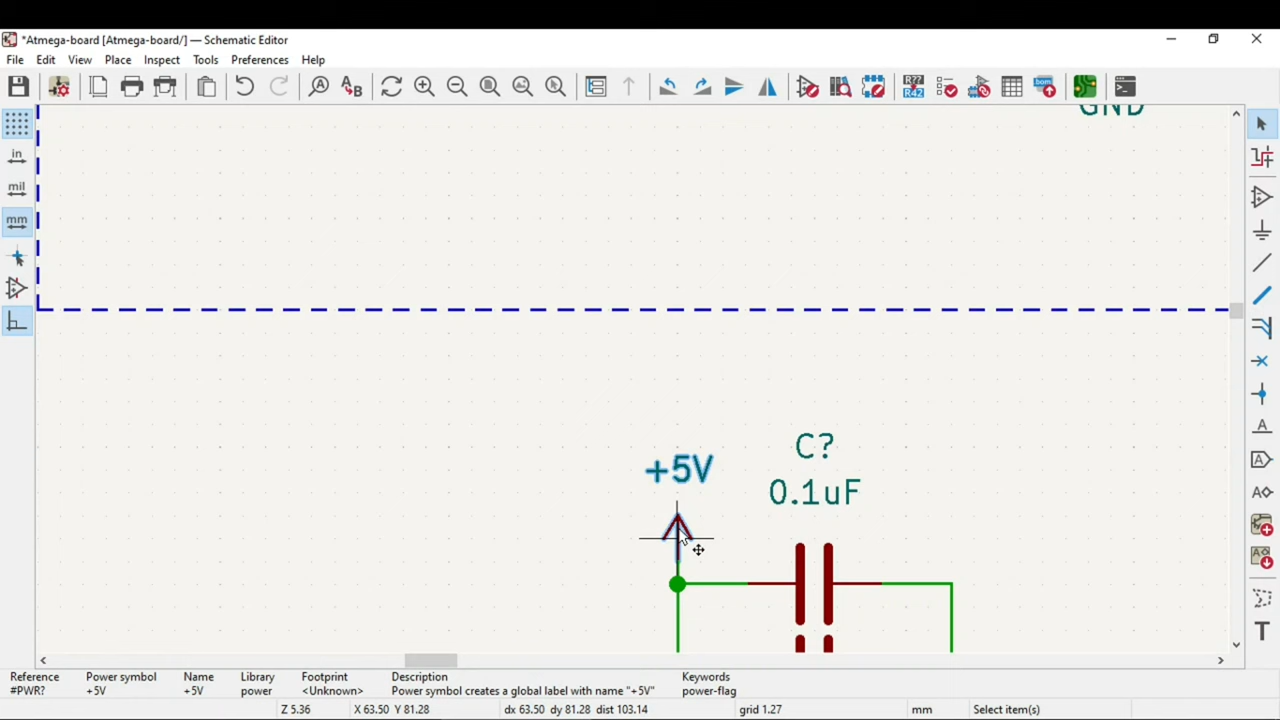 *Atmega-board [Atmega-board/] — Schematic Editor
File Edit View Place Inspect Tools Preferences Help
A
A B
R??
R42
bom
in
mil
mm
GND
+5V
C?
0.1uF
A
A
A
T
Reference Power symbol Name Library Footprint Description Keywords
#PWR? +5V +5V power <Unknown> Power symbol creates a global label with name "+5V" power-flag
Z 5.36 X 63.50 Y 81.28 dx 63.50 dy 81.28 dist 103.14 grid 1.27 mm Select item(s)